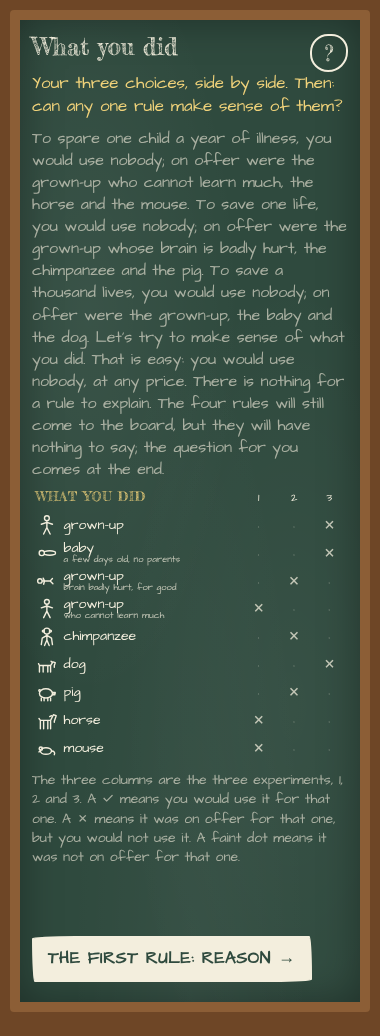 What you did
?
Your three choices, side by side. Then:
can any one rule make sense of them?
To spare one child a year of illness, you
would use nobody; on offer were the
grown-up who cannot learn much, the
horse and the mouse. To save one life,
you would use nobody; on offer were the
grown-up whose brain is badly hurt, the
chimpanzee and the pig. To save a
thousand lives, you would use nobody; on
offer were the grown-up, the baby and
the dog. Let's try to make sense of what
you did. That is easy: you would use
nobody, at any price. There is nothing for
a rule to explain. The four rules will still
come to the board, but they will have
nothing to say; the question for you
comes at the end.
WHAT YOU DID 1 2 3
grown-up · · ×
baby · · ×
a few days old, no parents
grown-up · × ·
brain badly hurt, for good
grown-up × · ·
who cannot learn much
chimpanzee · × ·
dog · · ×
pig · × ·
horse × · ·
mouse × · ·
The three columns are the three experiments, 1,
2 and 3. A ✓ means you would use it for that
one. A × means it was on offer for that one,
but you would not use it. A faint dot means it
was not on offer for that one.
THE FIRST RULE: REASON →